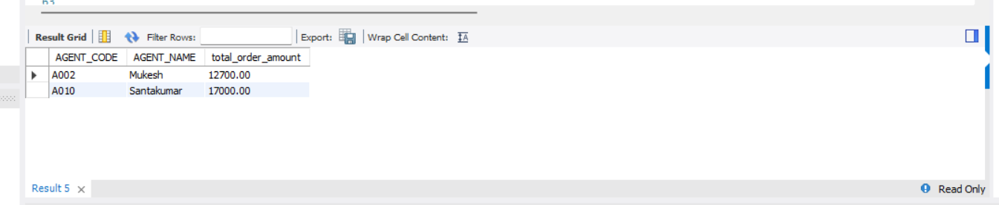 Result Grid Filter Rows: Export: Wrap Cell Content: IA
AGENT_CODE AGENT_NAME total_order_amount
A002 Mukesh 12700.00
A010 Santakumar 17000.00
Result 5 × Read Only